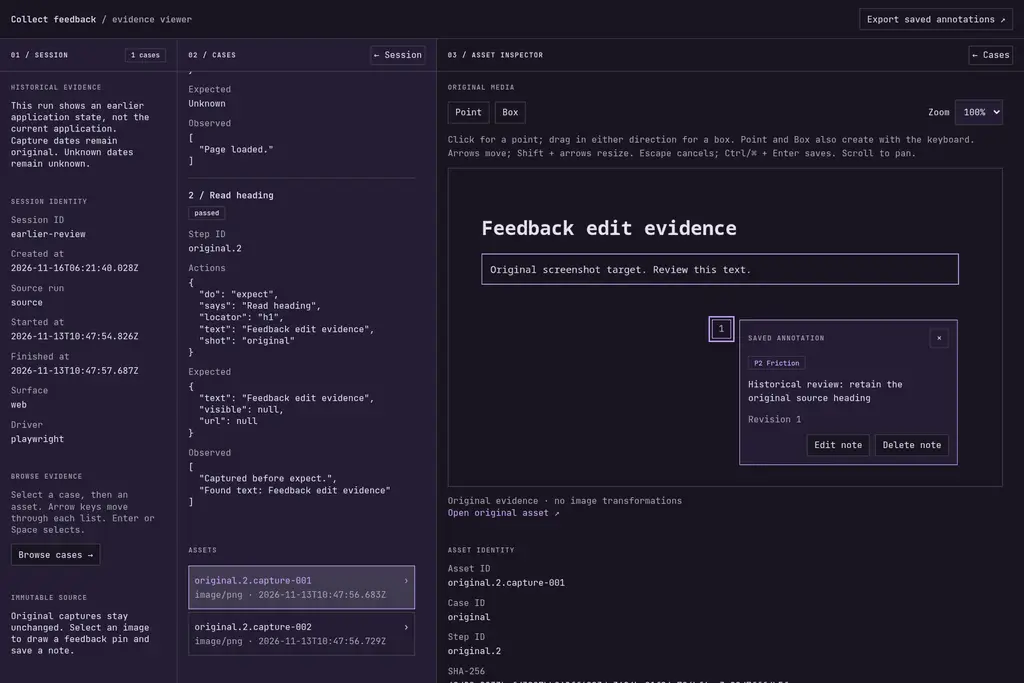 Collect feedback / evidence viewer
Export saved annotations ↗
01 / SESSION
1 cases
HISTORICAL EVIDENCE
This run shows an earlier
application state, not the
current application.
Capture dates remain
original. Unknown dates
remain unknown.
SESSION IDENTITY
Session ID
earlier-review
Created at
2026-11-16T06:21:40.028Z
Source run
source
Started at
2026-11-13T10:47:54.826Z
Finished at
2026-11-13T10:47:57.687Z
Surface
web
Driver
playwright
BROWSE EVIDENCE
Select a case, then an
asset. Arrow keys move
through each list. Enter or
Space selects.
Browse cases →
IMMUTABLE SOURCE
Original captures stay
unchanged. Select an image
to draw a feedback pin and
save a note.
02 / CASES
← Session
Expected
Unknown
Observed
[
"Page loaded."
]
2 / Read heading
passed
Step ID
original.2
Actions
{
"do": "expect",
"says": "Read heading",
"locator": "h1",
"text": "Feedback edit evidence",
"shot": "original"
}
Expected
{
"text": "Feedback edit evidence",
"visible": null,
"url": null
}
Observed
[
"Captured before expect.",
"Found text: Feedback edit evidence"
]
ASSETS
original.2.capture-001 ›
image/png · 2026-11-13T10:47:56.683Z
original.2.capture-002 ›
image/png · 2026-11-13T10:47:56.729Z
03 / ASSET INSPECTOR
← Cases
ORIGINAL MEDIA
Point
Box
Zoom
100%
Click for a point; drag in either direction for a box. Point and Box also create with the keyboard.
Arrows move; Shift + arrows resize. Escape cancels; Ctrl/⌘ + Enter saves. Scroll to pan.
Feedback edit evidence
Original screenshot target. Review this text.
1
SAVED ANNOTATION
×
P2 Friction
Historical review: retain the
original source heading
Revision 1
Edit note
Delete note
Original evidence · no image transformations
Open original asset ↗
ASSET IDENTITY
Asset ID
original.2.capture-001
Case ID
original
Step ID
original.2
SHA-256